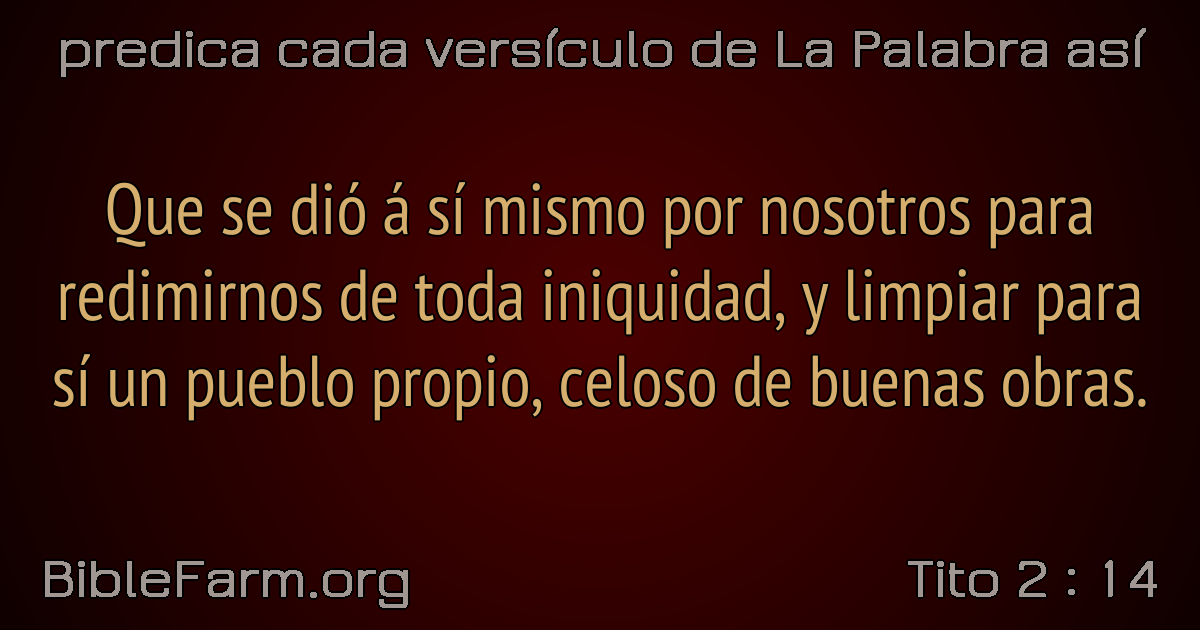 predica cada versículo de La Palabra así
Que se dió á sí mismo por nosotros para
redimirnos de toda iniquidad, y limpiar para
sí un pueblo propio, celoso de buenas obras.
BibleFarm.org
Tito 2 : 14